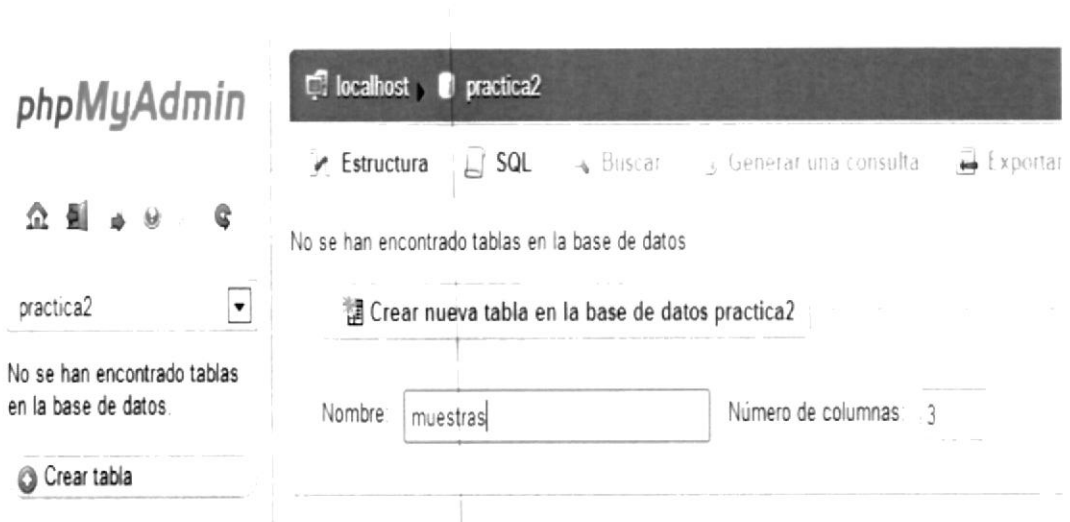 phpMyAdmin
practica2
No se han encontrado tablas
en la base de datos.
Crear tabla
localhost practica2
Estructura SQL Buscar Generar una consulta Exportar
No se han encontrado tablas en la base de datos
Crear nueva tabla en la base de datos practica2
Nombre: muestras Número de columnas: 3